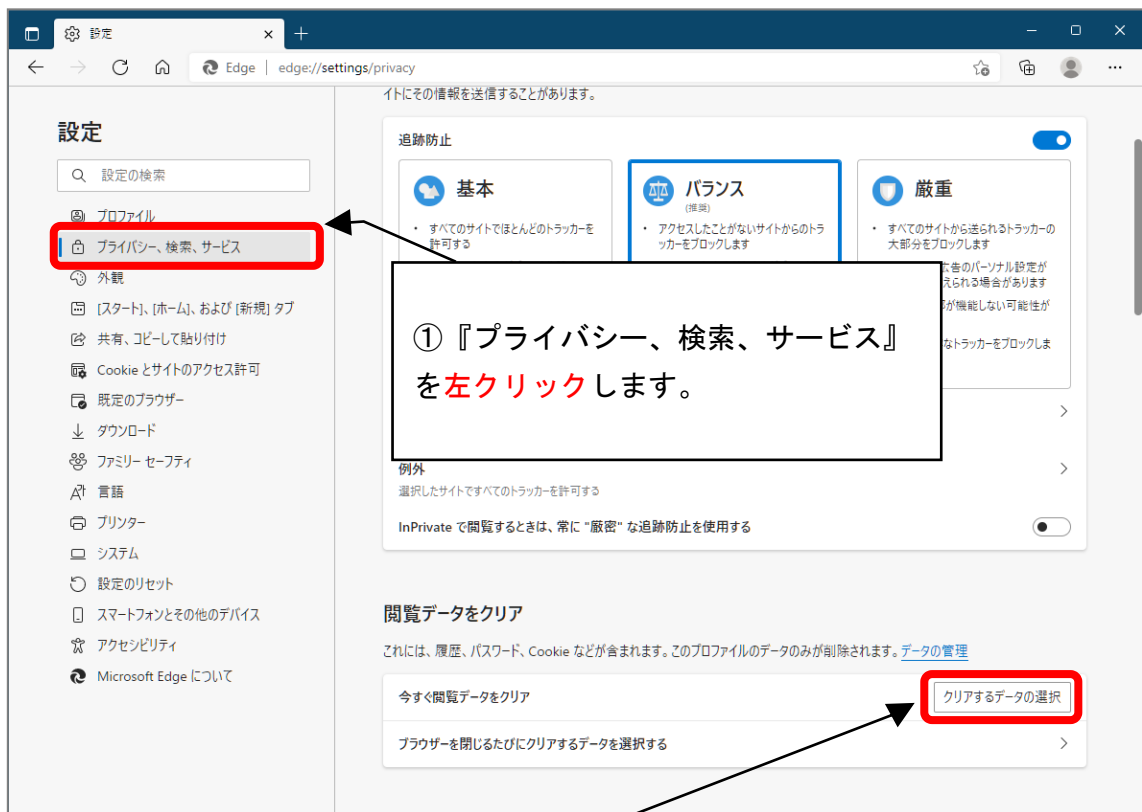 設定
Edge | edge://settings/privacy
設定
設定の検索
プロファイル
プライバシー、検索、サービス
外観
[スタート]、[ホーム]、および [新規] タブ
共有、コピーして貼り付け
Cookie とサイトのアクセス許可
既定のブラウザー
ダウンロード
ファミリー セーフティ
言語
プリンター
システム
設定のリセット
スマートフォンとその他のデバイス
アクセシビリティ
Microsoft Edge について
イトにその情報を送信することがあります。
追跡防止
基本
・ すべてのサイトでほとんどのトラッカーを
許可する
バランス
(推奨)
・ アクセスしたことがないサイトからのトラ
ッカーをブロックします
厳重
・ すべてのサイトから送られるトラッカーの
大部分をブロックします
広告のパーソナル設定が
えられる場合があります
が機能しない可能性が
なトラッカーをブロックしま
①『プライバシー、検索、サービス』
を左クリックします。
例外
選択したサイトですべてのトラッカーを許可する
InPrivate で閲覧するときは、常に "厳密" な追跡防止を使用する
閲覧データをクリア
これには、履歴、パスワード、Cookie などが含まれます。このプロファイルのデータのみが削除されます。データの管理
今すぐ閲覧データをクリア
クリアするデータの選択
ブラウザーを閉じるたびにクリアするデータを選択する